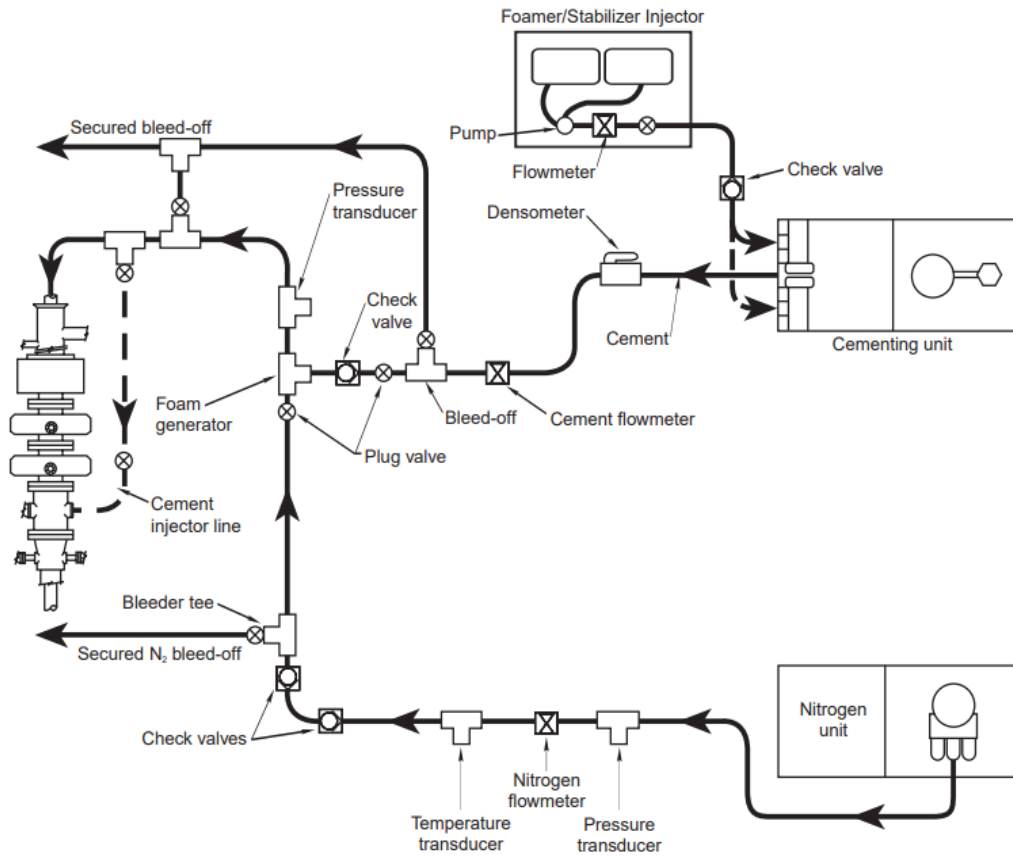 Foamer/Stabilizer Injector
Secured bleed-off
Pump
Flowmeter
Check valve
Pressure
transducer
Densometer
Check
valve
Cement
Cementing unit
Foam
generator
Bleed-off
Cement flowmeter
Plug valve
Cement
injector line
Bleeder tee
Secured N₂ bleed-off
Check valves
Nitrogen
unit
Nitrogen
flowmeter
Temperature
transducer
Pressure
transducer